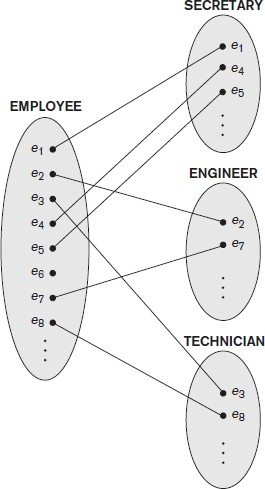 SECRETARY
e1
e4
e5
EMPLOYEE
e1
e2
e3
e4
e5
e6
e7
e8
ENGINEER
e2
e7
TECHNICIAN
e3
e8